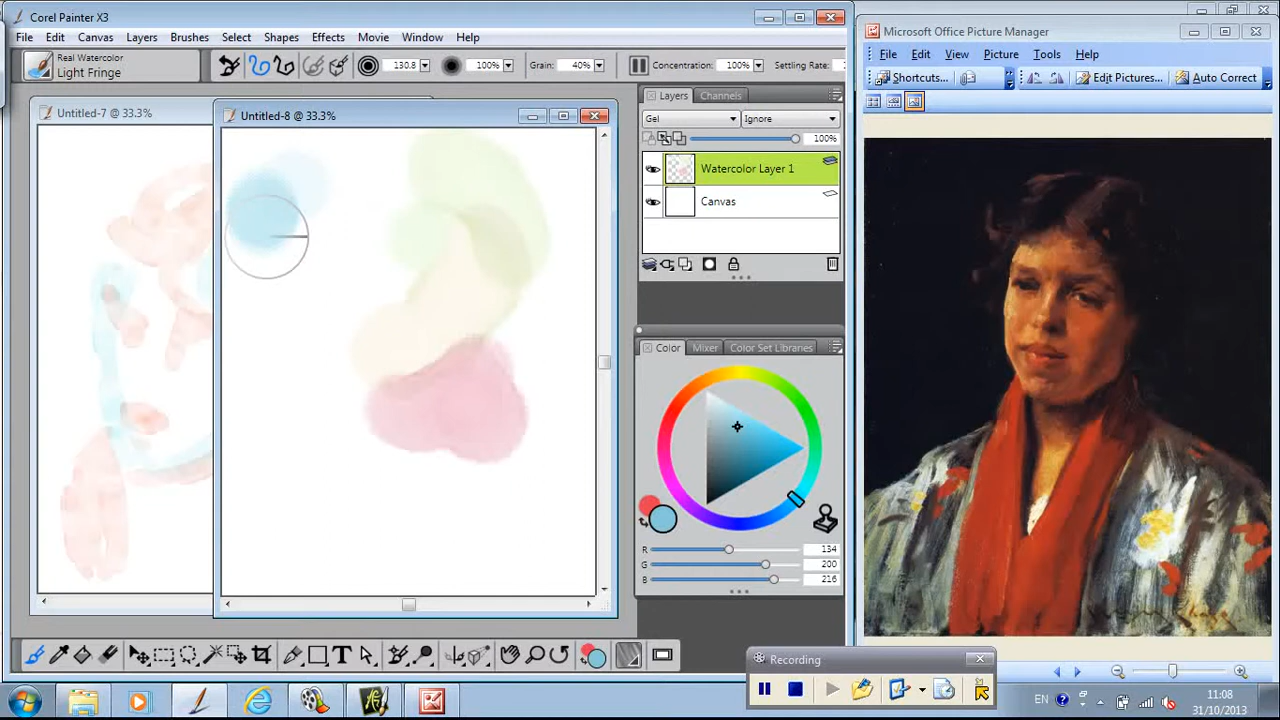 Corel Painter X3
File Edit Canvas Layers Brushes Select Shapes Effects Movie Window Help
Real Watercolor
Light Fringe
130.8
100%
Grain: 40%
Concentration: 100%
Settling Rate:
Untitled-7 @ 33.3%
Untitled-8 @ 33.3%
Layers Channels
Gel Ignore
100%
Watercolor Layer 1
Canvas
Color Mixer Color Set Libraries
R 134
G 200
B 216
Microsoft Office Picture Manager
File Edit View Picture Tools Help
Shortcuts... Edit Pictures... Auto Correct
Recording
EN
11:08
31/10/2013